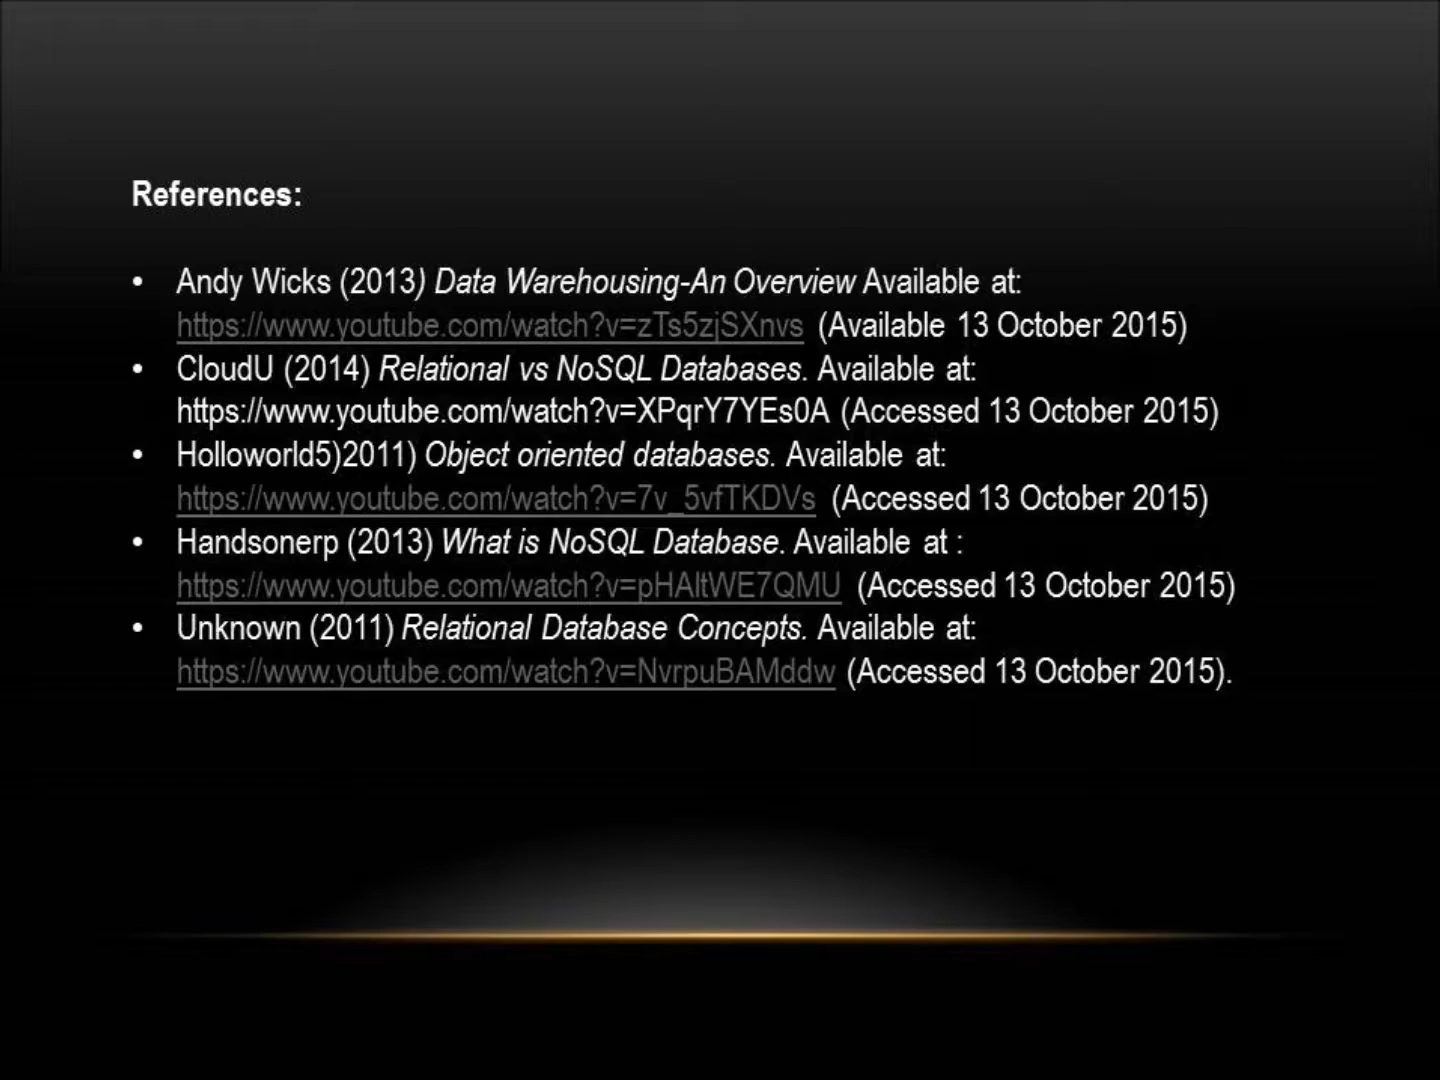 References:
• Andy Wicks (2013) Data Warehousing-An Overview Available at:
https://www.youtube.com/watch?v=zTs5zjSXnvs (Available 13 October 2015)
• CloudU (2014) Relational vs NoSQL Databases. Available at:
https://www.youtube.com/watch?v=XPqrY7YEs0A (Accessed 13 October 2015)
• Holloworld5)2011) Object oriented databases. Available at:
https://www.youtube.com/watch?v=7v_5vfTKDVs (Accessed 13 October 2015)
• Handsonerp (2013) What is NoSQL Database. Available at :
https://www.youtube.com/watch?v=pHAItWE7QMU (Accessed 13 October 2015)
• Unknown (2011) Relational Database Concepts. Available at:
https://www.youtube.com/watch?v=NvrpuBAMddw (Accessed 13 October 2015).